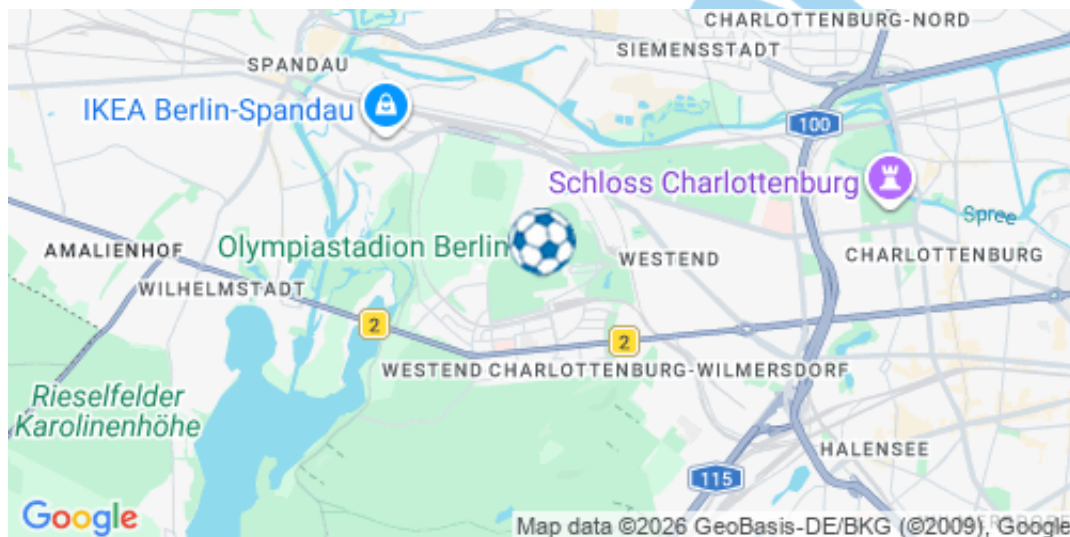 CHARLOTTENBURG-NORD
SIEMENSSTADT
SPANDAU
IKEA Berlin-Spandau
100
Schloss Charlottenburg
Spree
AMALIENHOF
Olympiastadion Berlin
WESTEND
CHARLOTTENBURG
WILHELMSTADT
2
2
WESTEND CHARLOTTENBURG-WILMERSDORF
Rieselfelder
Karolinenhöhe
HALENSEE
115
Google
Map data ©2026 GeoBasis-DE/BKG (©2009), Google